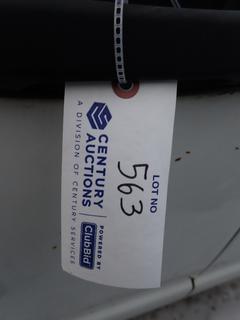 LOT NO
563
CENTURY
AUCTIONS
A DIVISION OF CENTURY SERVICES
POWERED BY
ClubBid